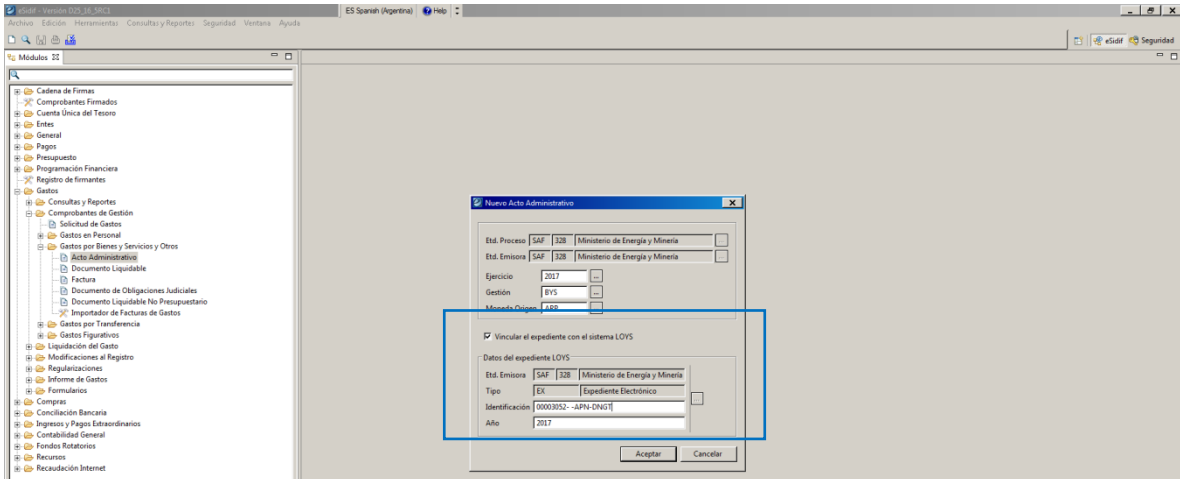 eSidif - Versión D25_16_5RC1
ES Spanish (Argentina) Help
Archivo Edición Herramientas Consultas y Reportes Seguridad Ventana Ayuda
eSidif Seguridad
Módulos
Cadena de Firmas
Comprobantes Firmados
Cuenta Única del Tesoro
Entes
General
Pagos
Presupuesto
Programación Financiera
Registro de firmantes
Gastos
Consultas y Reportes
Comprobantes de Gestión
Solicitud de Gastos
Gastos en Personal
Gastos por Bienes y Servicios y Otros
Acto Administrativo
Documento Liquidable
Factura
Documento de Obligaciones Judiciales
Documento Liquidable No Presupuestario
Importador de Facturas de Gastos
Gastos por Transferencia
Gastos Figurativos
Liquidación del Gasto
Modificaciones al Registro
Regularizaciones
Informe de Gastos
Formularios
Compras
Conciliación Bancaria
Ingresos y Pagos Extraordinarios
Contabilidad General
Fondos Rotatorios
Recursos
Recaudación Internet
Nuevo Acto Administrativo
Etd. Proceso SAF 328 Ministerio de Energía y Minería ...
Etd. Emisora SAF 328 Ministerio de Energía y Minería ...
Ejercicio 2017 ...
Gestión BYS ...
Moneda Origen ARP ...
Vincular el expediente con el sistema LOYS
Datos del expediente LOYS
Etd. Emisora SAF 328 Ministerio de Energía y Minería
Tipo EX Expediente Electrónico ...
Identificación 00003052- -APN-DNGT
Año 2017
Aceptar Cancelar